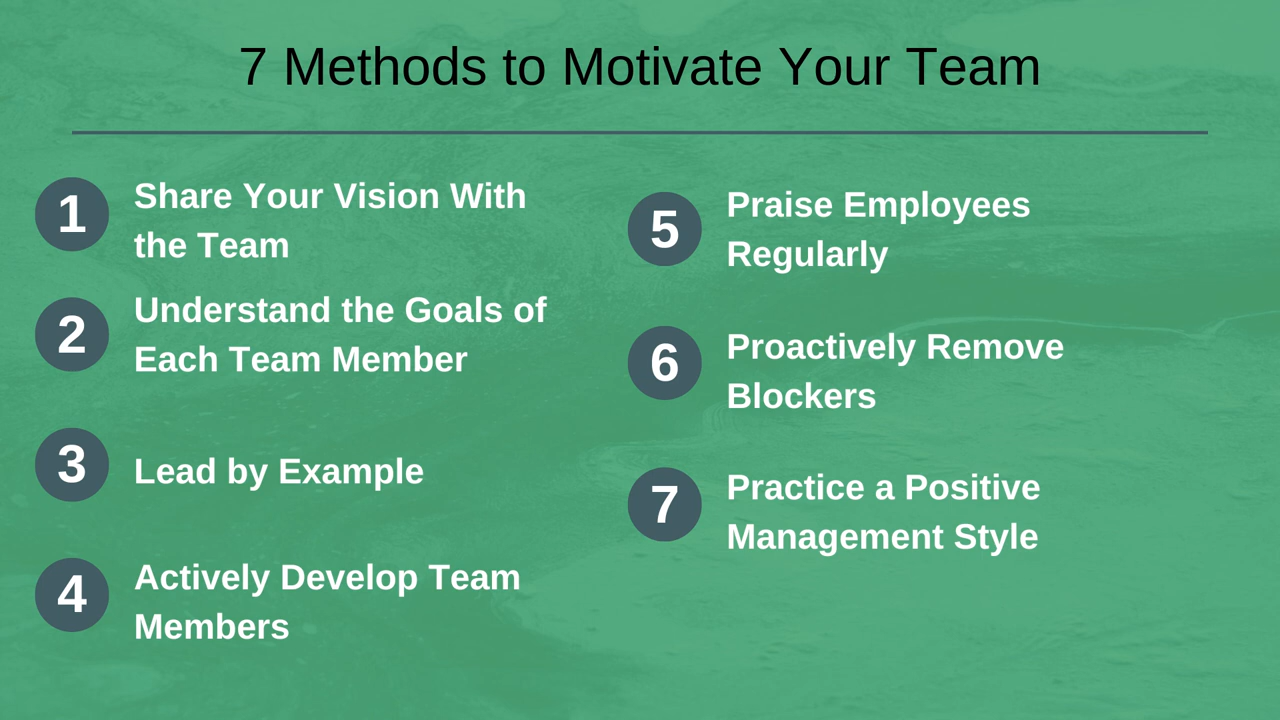 7 Methods to Motivate Your Team
1
Share Your Vision With
the Team
2
Understand the Goals of
Each Team Member
3
Lead by Example
4
Actively Develop Team
Members
5
Praise Employees
Regularly
6
Proactively Remove
Blockers
7
Practice a Positive
Management Style